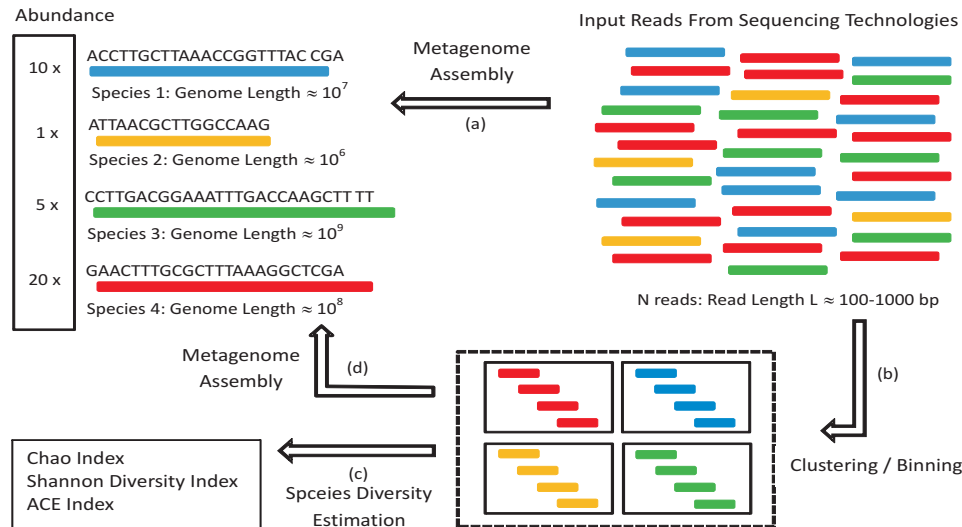 Abundance
Input Reads From Sequencing Technologies
10 x
ACCTTGCTTAAACCGGTTTAC CGA
Species 1: Genome Length ≈ 10⁷
Metagenome
Assembly
(a)
1 x
ATTAACGCTTGGCCAAG
Species 2: Genome Length ≈ 10⁶
5 x
CCTTGACGGAAATTTGACCAAGCTT TT
Species 3: Genome Length ≈ 10⁹
20 x
GAACTTTGCGCTTTAAAGGCTCGA
Species 4: Genome Length ≈ 10⁸
N reads: Read Length L ≈ 100-1000 bp
Metagenome
Assembly
(d)
(b)
Clustering / Binning
Chao Index
Shannon Diversity Index
ACE Index
(c)
Spceies Diversity
Estimation